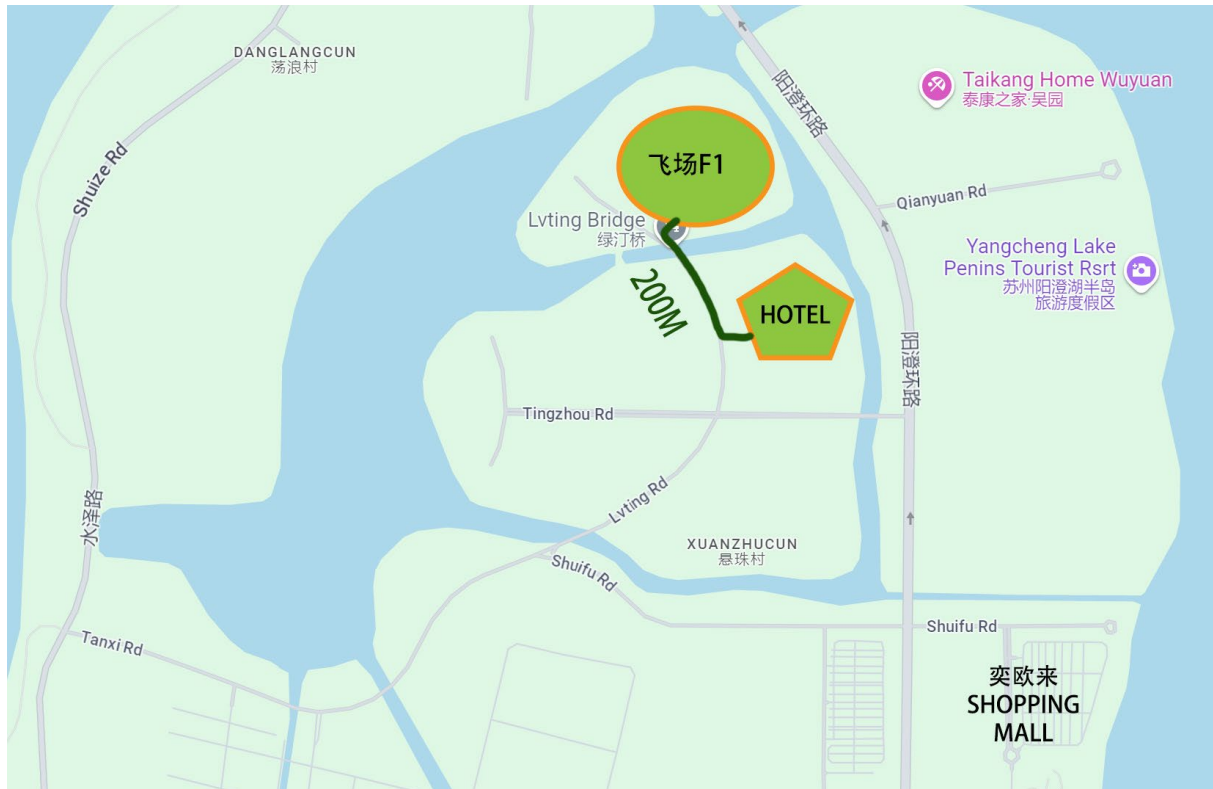 DANGLANGCUN
荡浪村
阳澄环路
Taikang Home Wuyuan
泰康之家·吴园
Shuize Rd
飞场F1
Qianyuan Rd
Lvting Bridge
绿汀桥
Yangcheng Lake
Penins Tourist Rsrt
苏州阳澄湖半岛
旅游度假区
200M
HOTEL
阳澄环路
Tingzhou Rd
水泽路
Lvting Rd
XUANZHUCUN
悬珠村
Shuifu Rd
Shuifu Rd
Tanxi Rd
奕欧来
SHOPPING
MALL